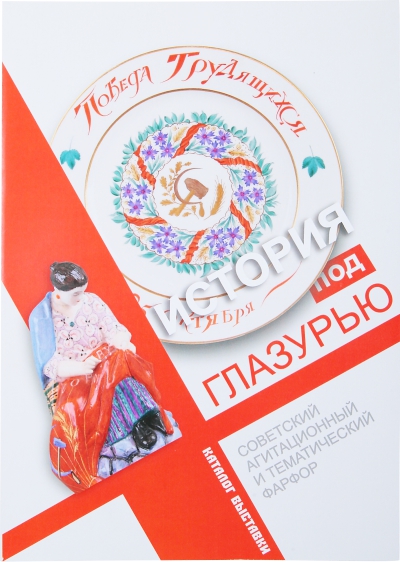 Победа Трудящихся
ИСТОРИЯ
ПОД
ГЛАЗУРЬЮ
СОВЕТСКИЙ
АГИТАЦИОННЫЙ
И ТЕМАТИЧЕСКИЙ
ФАРФОР
КАТАЛОГ ВЫСТАВКИ